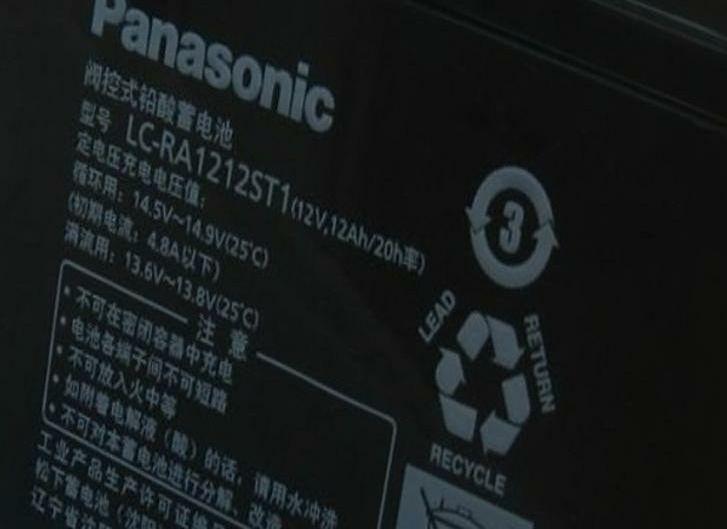 Panasonic
阀控式铅酸蓄电池
型号 LC-RA1212ST1(12V,12Ah/20h率)
定电压充电电压值:
循环用: 14.5V~14.9V(25℃)
(初期电流: 4.8A以下)
涓流用: 13.6V~13.8V(25℃)
注 意
• 不可在密闭容器中充电
• 电池各端子间不可短路
• 不可放入火中等
• 如附着电解液(酸)的话,请用水冲洗
• 不可对本蓄电池进行分解、改造
工业产品生产许可证
松下蓄电池(沈阳
辽宁省沈
3
LEAD
RETURN
RECYCLE